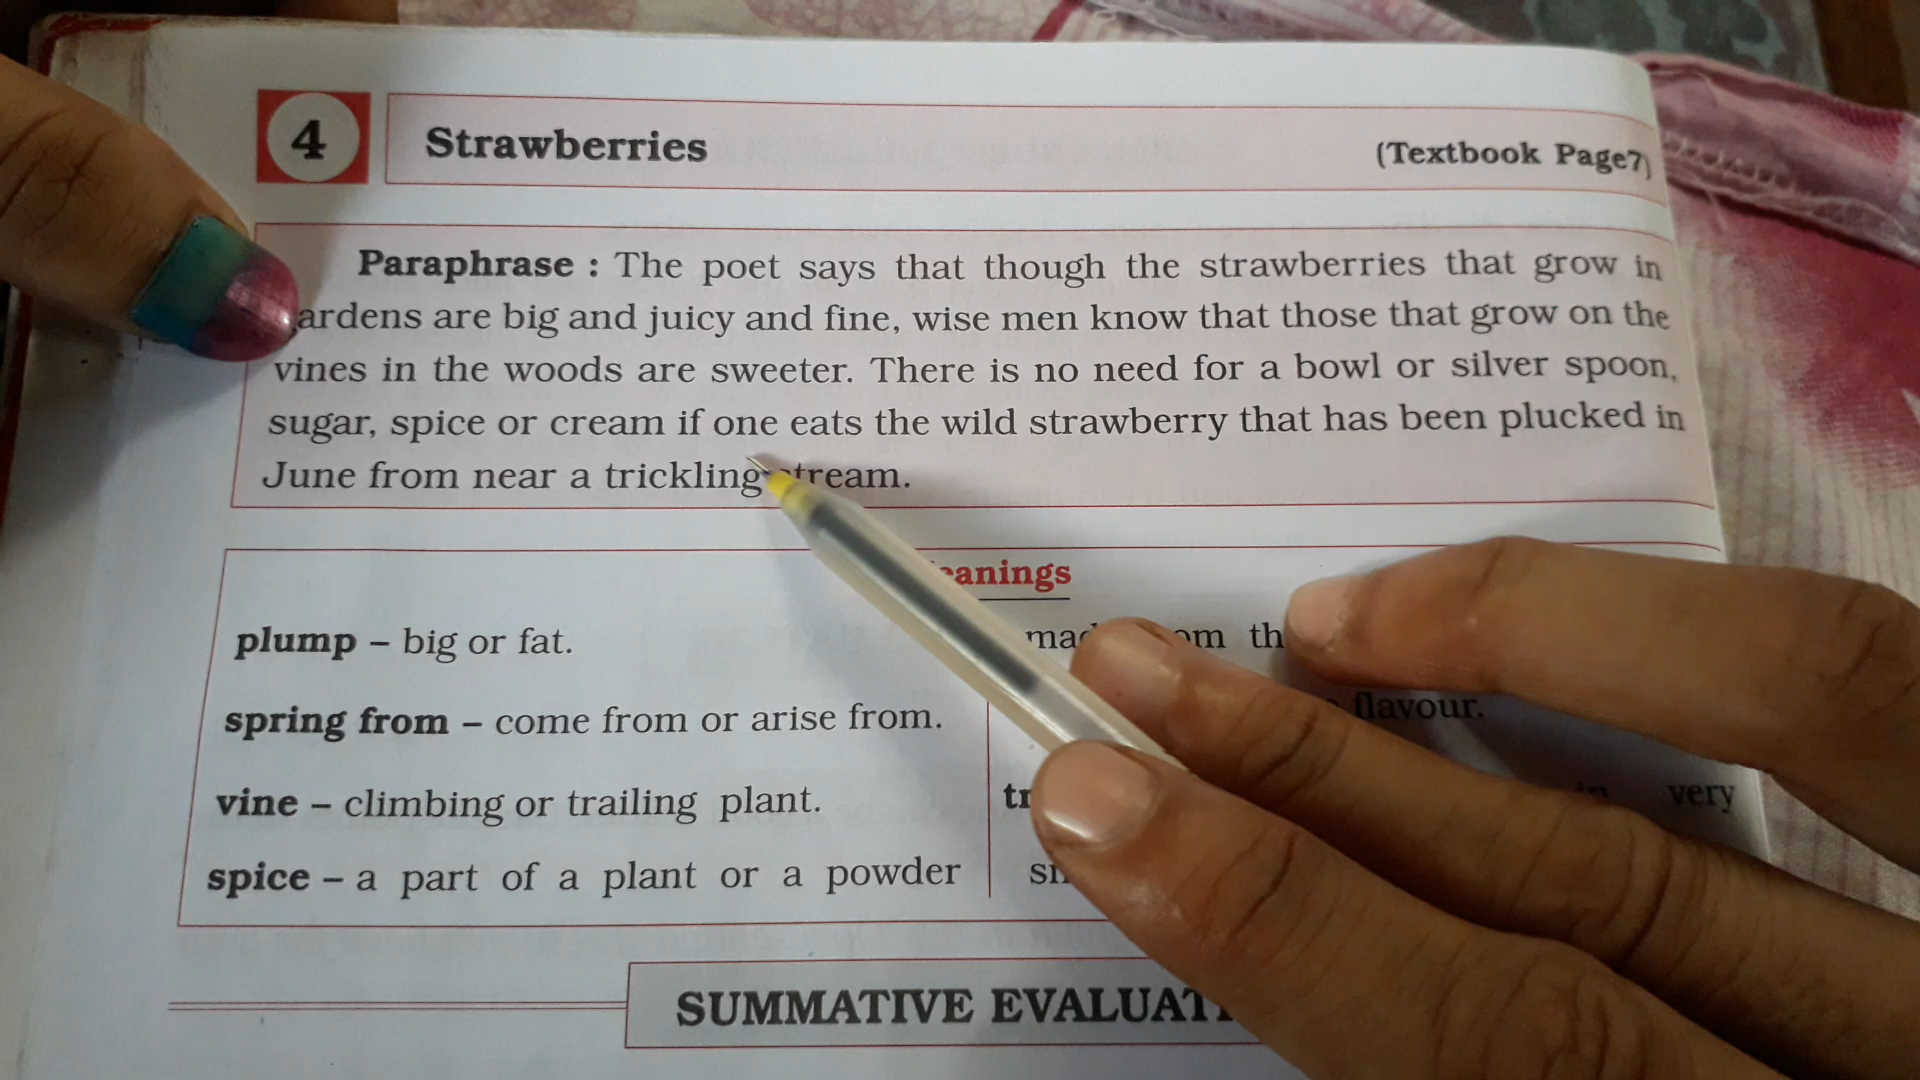 4 Strawberries (Textbook Page7)
Paraphrase : The poet says that though the strawberries that grow in
ardens are big and juicy and fine, wise men know that those that grow on the
vines in the woods are sweeter. There is no need for a bowl or silver spoon,
sugar, spice or cream if one eats the wild strawberry that has been plucked in
June from near a trickling stream.
eanings
plump – big or fat.
spring from – come from or arise from.
vine – climbing or trailing plant.
spice – a part of a plant or a powder
flavour.
in very
SUMMATIVE